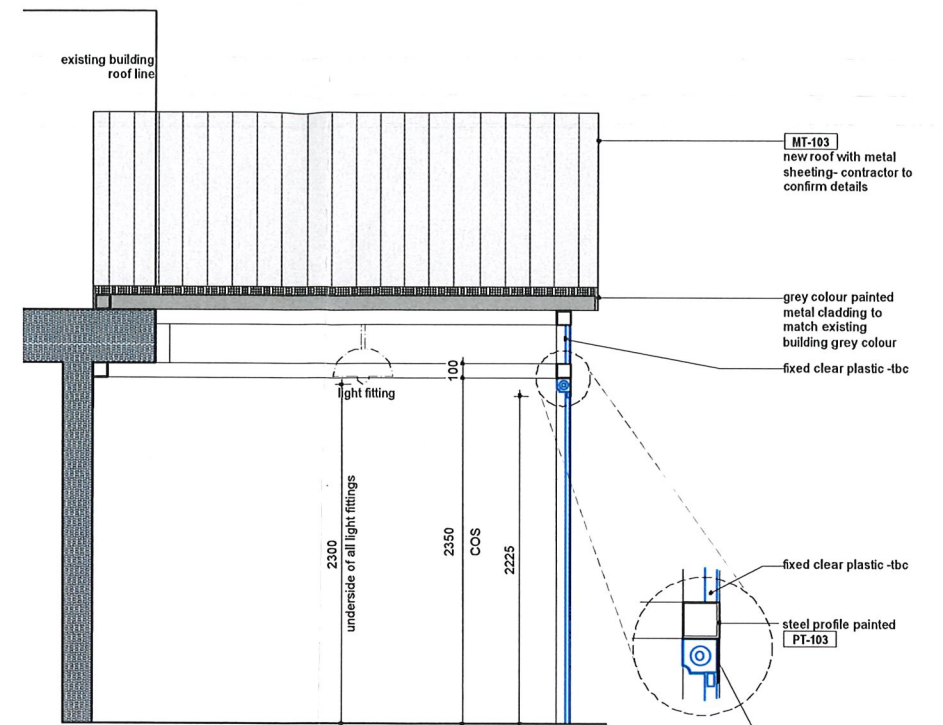 existing building
roof line
MT-103
new roof with metal
sheeting- contractor to
confirm details
grey colour painted
metal cladding to
match existing
building grey colour
fixed clear plastic -tbc
100
light fitting
2300
underside of all light fittings
2350
COS
2225
fixed clear plastic -tbc
steel profile painted
PT-103